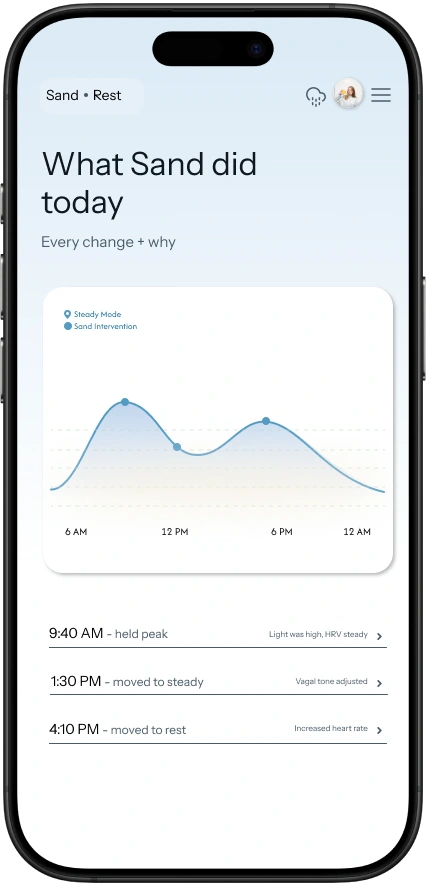 Sand • Rest
What Sand did
today
Every change + why
Steady Mode
Sand Intervention
6 AM 12 PM 6 PM 12 AM
9:40 AM - held peak Light was high, HRV steady
1:30 PM - moved to steady Vagal tone adjusted
4:10 PM - moved to rest Increased heart rate